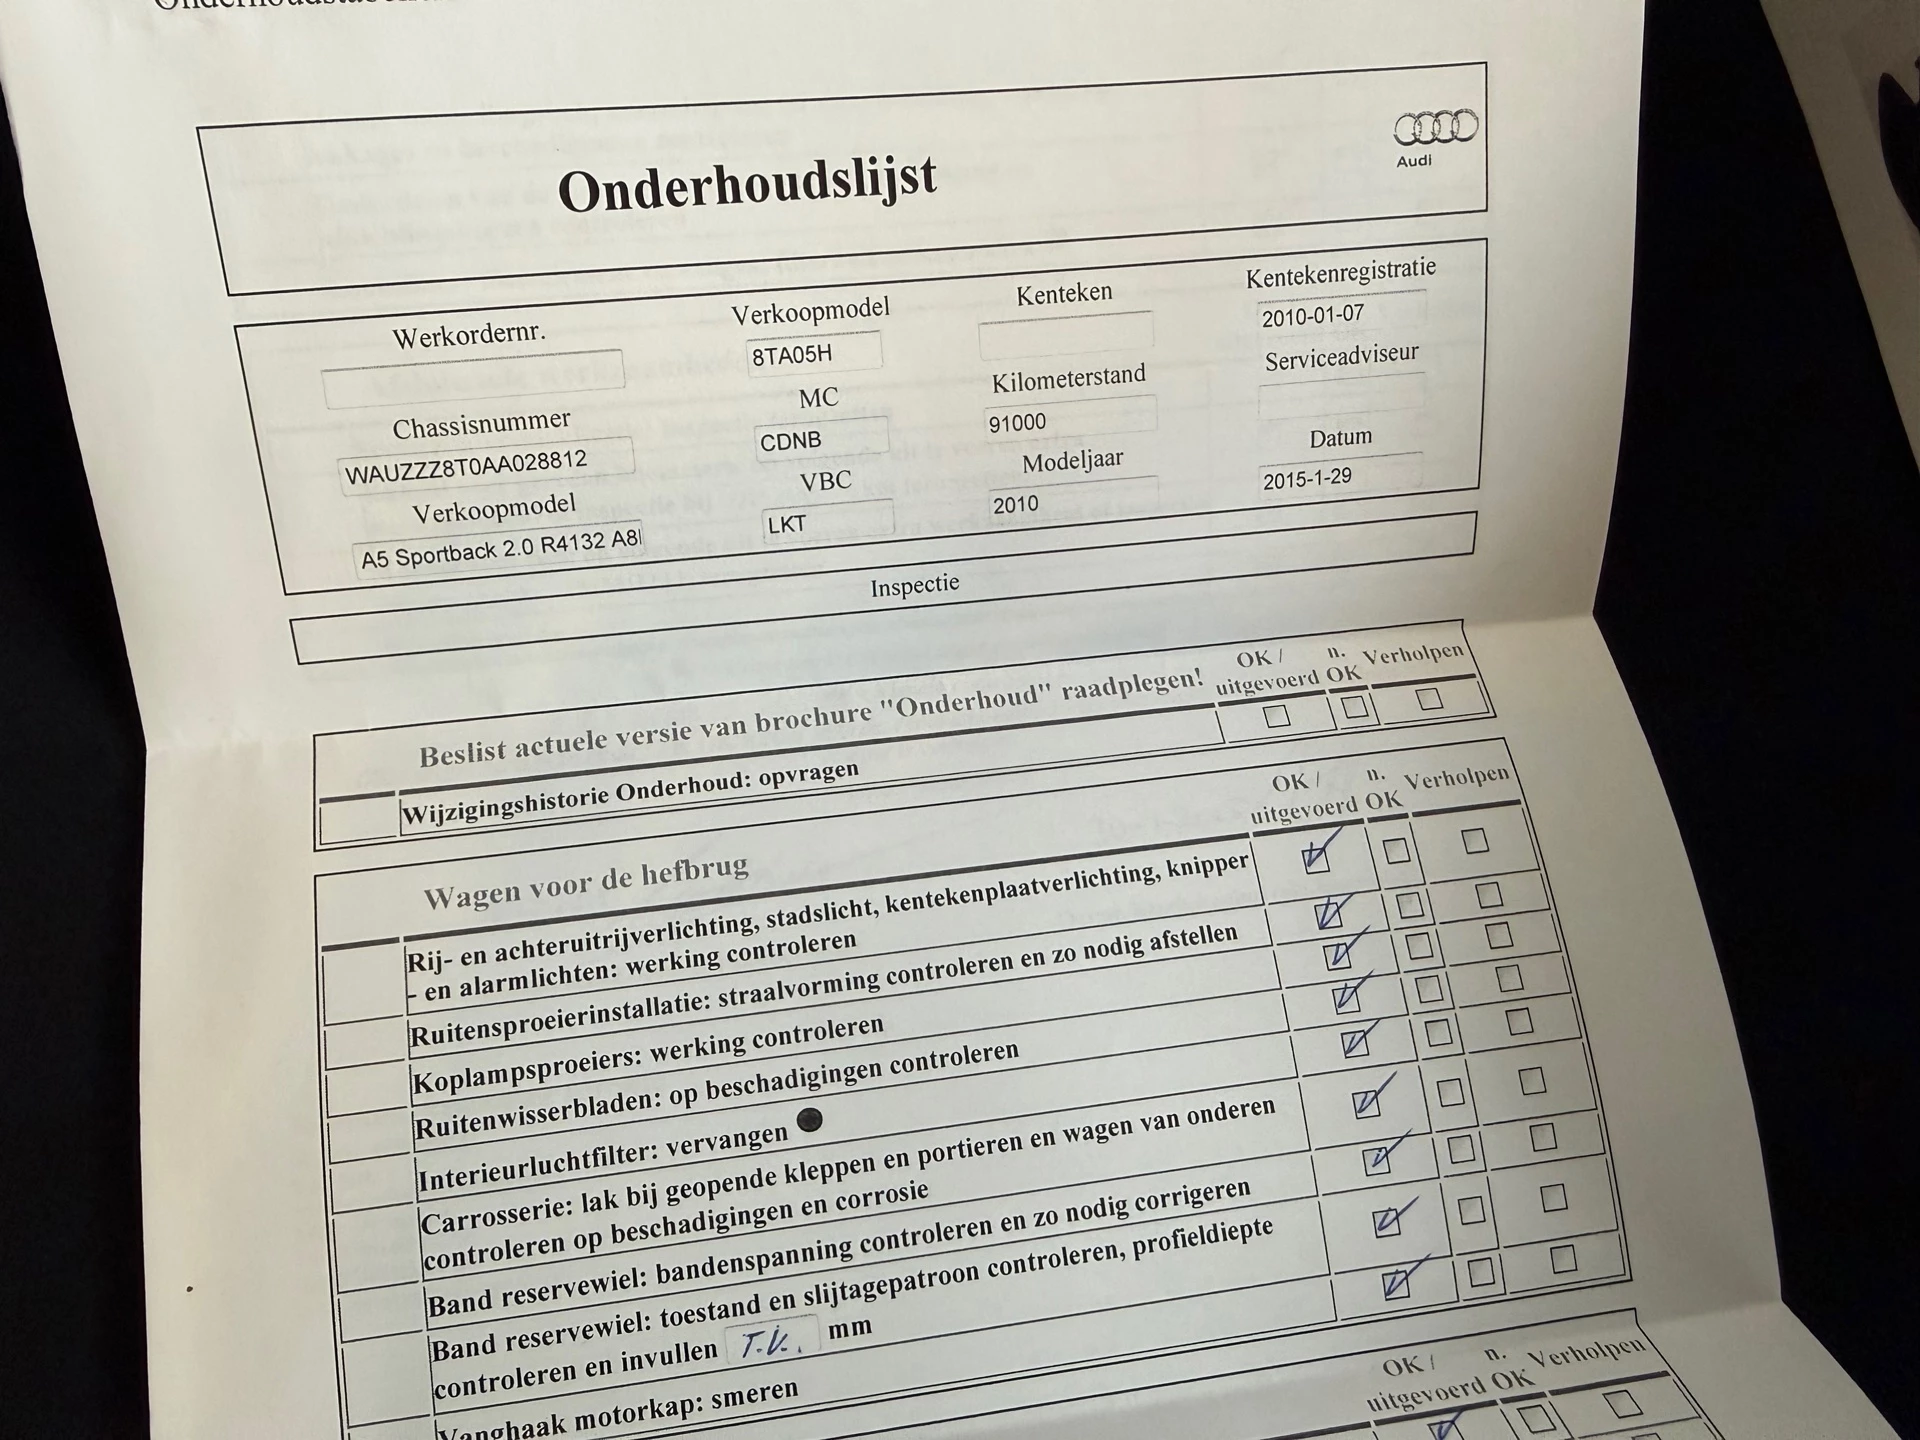 Onderhoudslijst
Audi
Werkordernr.
Verkoopmodel
8TA05H
Kenteken
Kentekenregistratie
2010-01-07
Chassisnummer
WAUZZZ8T0AA028812
MC
CDNB
Kilometerstand
91000
Serviceadviseur
Verkoopmodel
A5 Sportback 2.0 R4132 A8
VBC
LKT
Modeljaar
2010
Datum
2015-1-29
Inspectie
Beslist actuele versie van brochure "Onderhoud" raadplegen!
OK / uitgevoerd
n. OK
Verholpen
Wijzigingshistorie Onderhoud: opvragen
Wagen voor de hefbrug
OK / uitgevoerd
n. OK
Verholpen
Rij- en achteruitrijverlichting, stadslicht, kentekenplaatverlichting, knipper
- en alarmlichten: werking controleren
Ruitensproeierinstallatie: straalvorming controleren en zo nodig afstellen
Koplampsproeiers: werking controleren
Ruitenwisserbladen: op beschadigingen controleren
Interieurluchtfilter: vervangen
Carrosserie: lak bij geopende kleppen en portieren en wagen van onderen
controleren op beschadigingen en corrosie
Band reservewiel: bandenspanning controleren en zo nodig corrigeren
Band reservewiel: toestand en slijtagepatroon controleren, profieldiepte
controleren en invullen T.V. mm
Vanghaak motorkap: smeren
OK / uitgevoerd
n. OK
Verholpen